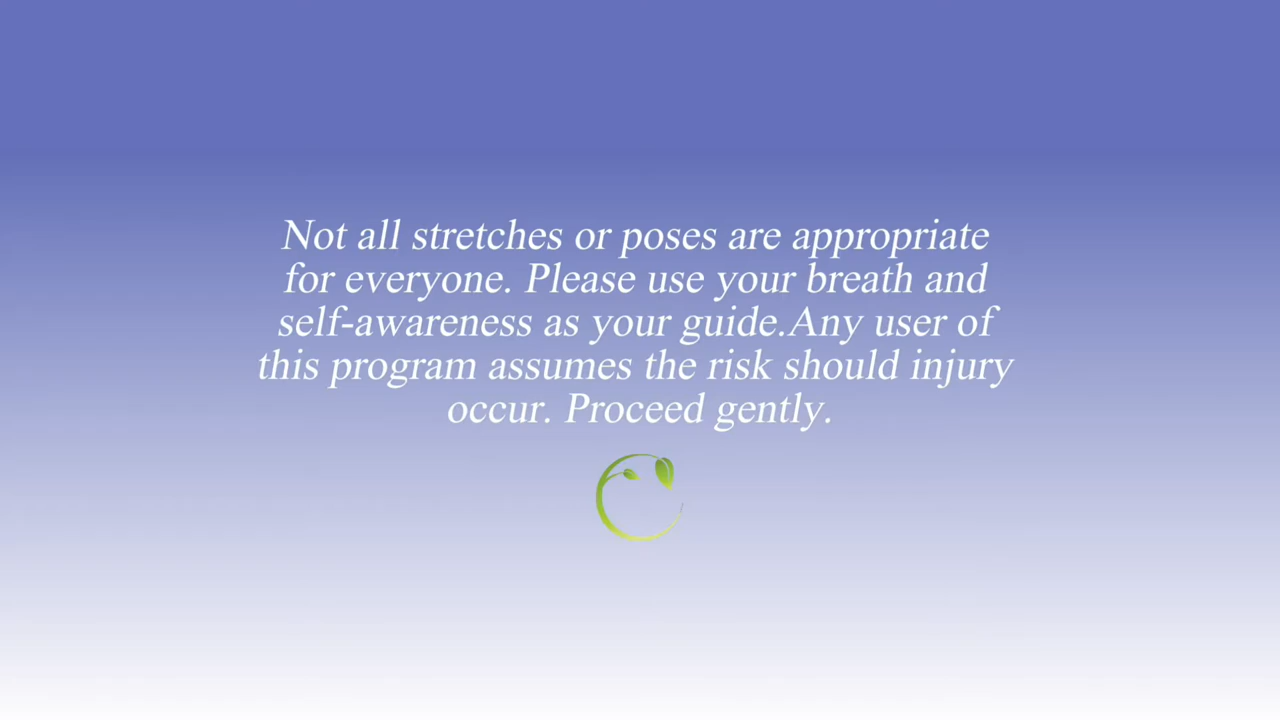 Not all stretches or poses are appropriate
for everyone. Please use your breath and
self-awareness as your guide.Any user of
this program assumes the risk should injury
occur. Proceed gently.